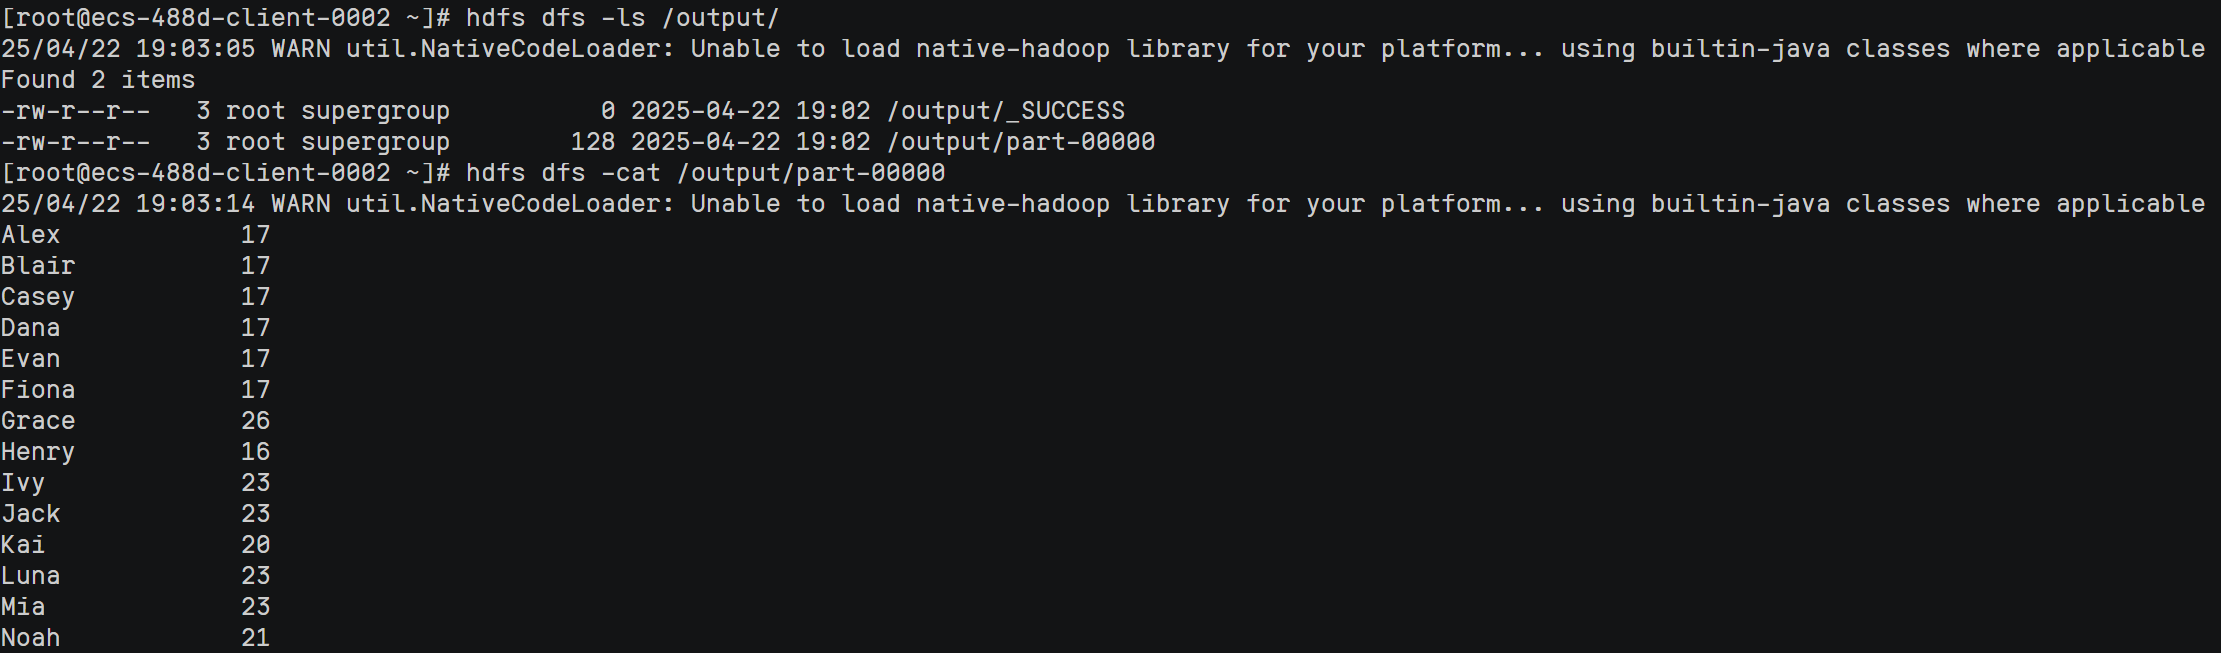 [root@ecs-488d-client-0002 ~]# hdfs dfs -ls /output/
25/04/22 19:03:05 WARN util.NativeCodeLoader: Unable to load native-hadoop library for your platform... using builtin-java classes where applicable
Found 2 items
-rw-r--r--   3 root supergroup          0 2025-04-22 19:02 /output/_SUCCESS
-rw-r--r--   3 root supergroup        128 2025-04-22 19:02 /output/part-00000
[root@ecs-488d-client-0002 ~]# hdfs dfs -cat /output/part-00000
25/04/22 19:03:14 WARN util.NativeCodeLoader: Unable to load native-hadoop library for your platform... using builtin-java classes where applicable
Alex            17
Blair           17
Casey           17
Dana            17
Evan            17
Fiona           17
Grace           26
Henry           16
Ivy             23
Jack            23
Kai             20
Luna            23
Mia             23
Noah            21